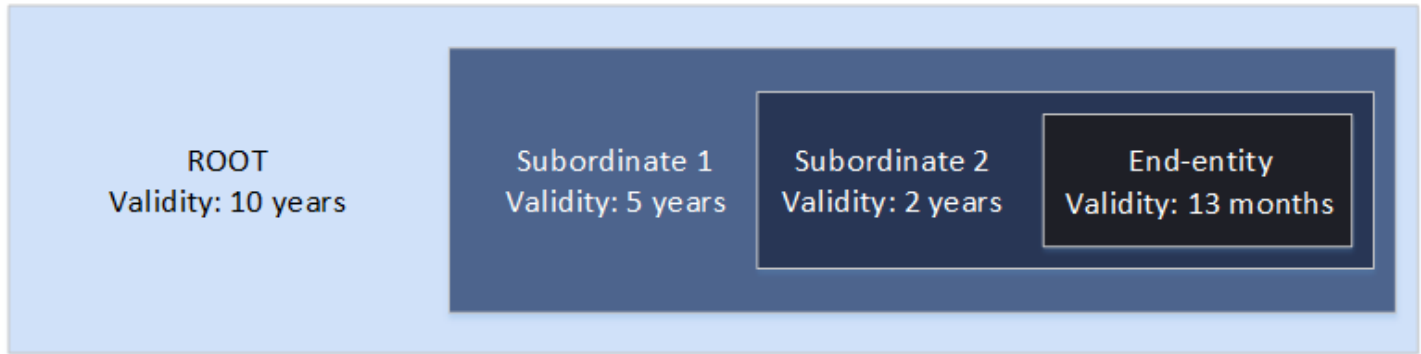 ROOT
Validity: 10 years
Subordinate 1
Validity: 5 years
Subordinate 2
Validity: 2 years
End-entity
Validity: 13 months